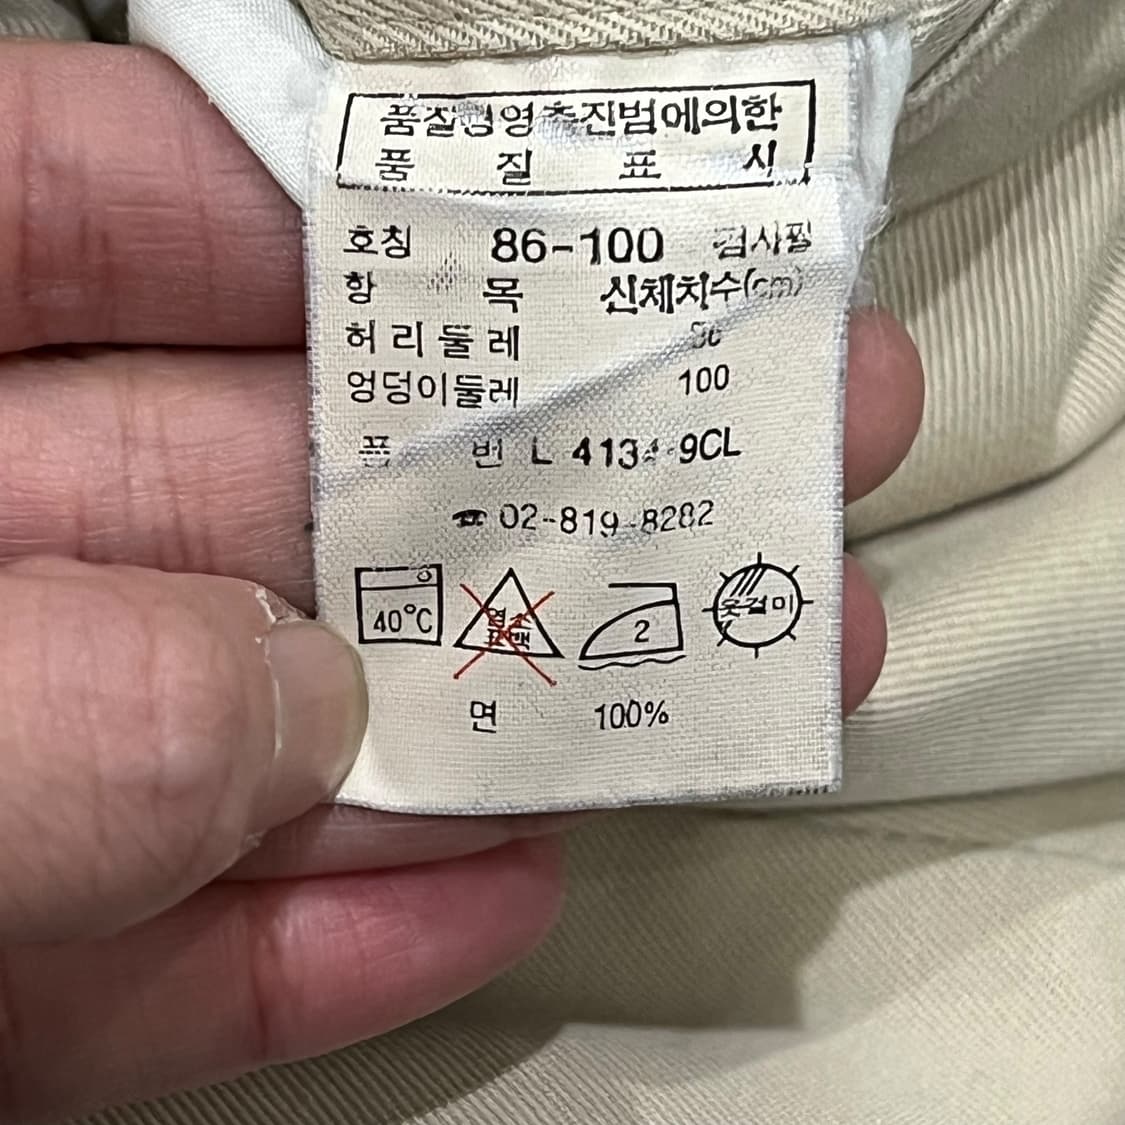 품질경영촉진법에의한
품 질 표 시
호칭 86-100 검사필
항 목 신체치수(cm)
허리둘레
엉덩이둘레 100
품 번 L 9CL
☎ 02-819-8282
40°C
염소
표백
2
옷걸이
면 100%